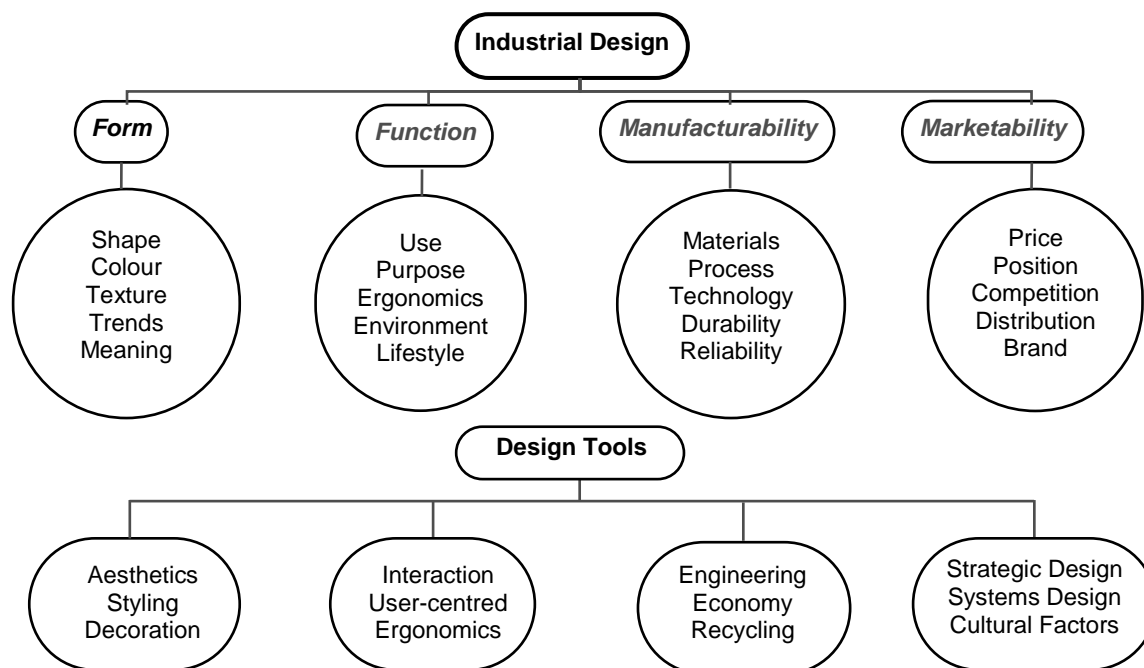 Industrial Design
Form
Function
Manufacturability
Marketability
Shape
Colour
Texture
Trends
Meaning
Use
Purpose
Ergonomics
Environment
Lifestyle
Materials
Process
Technology
Durability
Reliability
Price
Position
Competition
Distribution
Brand
Design Tools
Aesthetics
Styling
Decoration
Interaction
User-centred
Ergonomics
Engineering
Economy
Recycling
Strategic Design
Systems Design
Cultural Factors